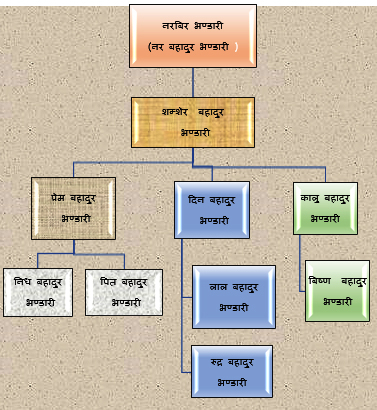 नरबिर भण्डारी
(नर बहादुर भण्डारी )
शम्शेर बहादुर
भण्डारी
प्रेम बहादुर
भण्डारी
दिन बहादुर
भण्डारी
कालु बहादुर
भण्डारी
निधि बहादुर
भण्डारी
पित बहादुर
भण्डारी
लाल बहादुर
भण्डारी
बिष्ण बहादुर
भण्डारी
रुद्र बहादुर
भण्डारी